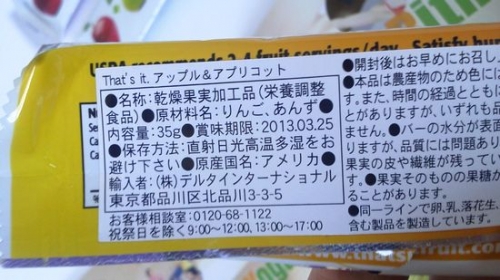 USDA recommends 2-4 fruit servings/day. Satisfy
That's it. アップル＆アプリコット
●名称：乾燥果実加工品（栄養調整
食品）●原材料名：りんご、あんず●
内容量：35g●賞味期限：2013.03.25
●保存方法：直射日光高温多湿をお
避け下さい●原産国名：アメリカ●
輸入者：（株）デルタインターナショナル
東京都品川区北品川3-3-5
お客様相談室：0120-68-1122
祝祭日を除く9:00～12:00、13:00～17:00
●開封後はお早めにお召し
●本品は農産物のため色に
す。また、時間の経過ととも
とがありますが、いずれも品
ません。●バーの水分が表面
りますが、品質には問題あり
果実の皮や繊維が残ってい
す。●果実そのものの果糖が
ることがあります。
●同一ラインで卵、乳、落花生、
含む製品を製造しています。